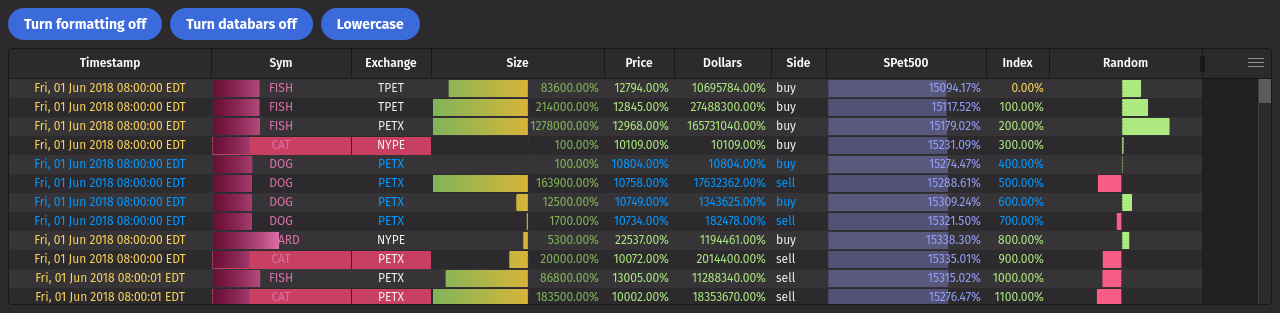 Turn formatting off Turn databars off Lowercase
Timestamp Sym Exchange Size Price Dollars Side SPet500 Index Random
Fri, 01 Jun 2018 08:00:00 EDT FISH TPET 83600.00% 12794.00% 10695784.00% buy 15094.17% 0.00%
Fri, 01 Jun 2018 08:00:00 EDT FISH TPET 214000.00% 12845.00% 27488300.00% buy 15117.52% 100.00%
Fri, 01 Jun 2018 08:00:00 EDT FISH PETX 1278000.00% 12968.00% 165731040.00% buy 15179.02% 200.00%
Fri, 01 Jun 2018 08:00:00 EDT CAT NYPE 100.00% 10109.00% 10109.00% buy 15231.09% 300.00%
Fri, 01 Jun 2018 08:00:00 EDT DOG PETX 100.00% 10804.00% 10804.00% buy 15274.47% 400.00%
Fri, 01 Jun 2018 08:00:00 EDT DOG PETX 163900.00% 10758.00% 17632362.00% sell 15288.61% 500.00%
Fri, 01 Jun 2018 08:00:00 EDT DOG PETX 12500.00% 10749.00% 1343625.00% buy 15309.24% 600.00%
Fri, 01 Jun 2018 08:00:00 EDT DOG PETX 1700.00% 10734.00% 182478.00% sell 15321.50% 700.00%
Fri, 01 Jun 2018 08:00:00 EDT ARD NYPE 5300.00% 22537.00% 1194461.00% buy 15338.30% 800.00%
Fri, 01 Jun 2018 08:00:00 EDT CAT PETX 20000.00% 10072.00% 2014400.00% sell 15335.01% 900.00%
Fri, 01 Jun 2018 08:00:01 EDT FISH PETX 86800.00% 13005.00% 11288340.00% sell 15315.02% 1000.00%
Fri, 01 Jun 2018 08:00:01 EDT CAT PETX 183500.00% 10002.00% 18353670.00% sell 15276.47% 1100.00%